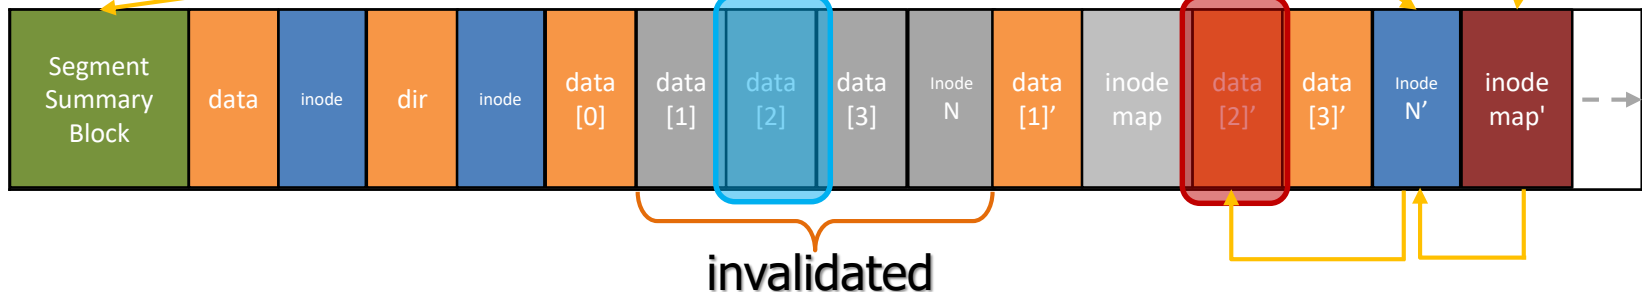 Segment
Summary
Block
data
inode
dir
inode
data
[0]
data
[1]
data
[2]
data
[3]
Inode
N
data
[1]’
inode
map
data
[2]’
data
[3]’
Inode
N’
inode
map'
invalidated